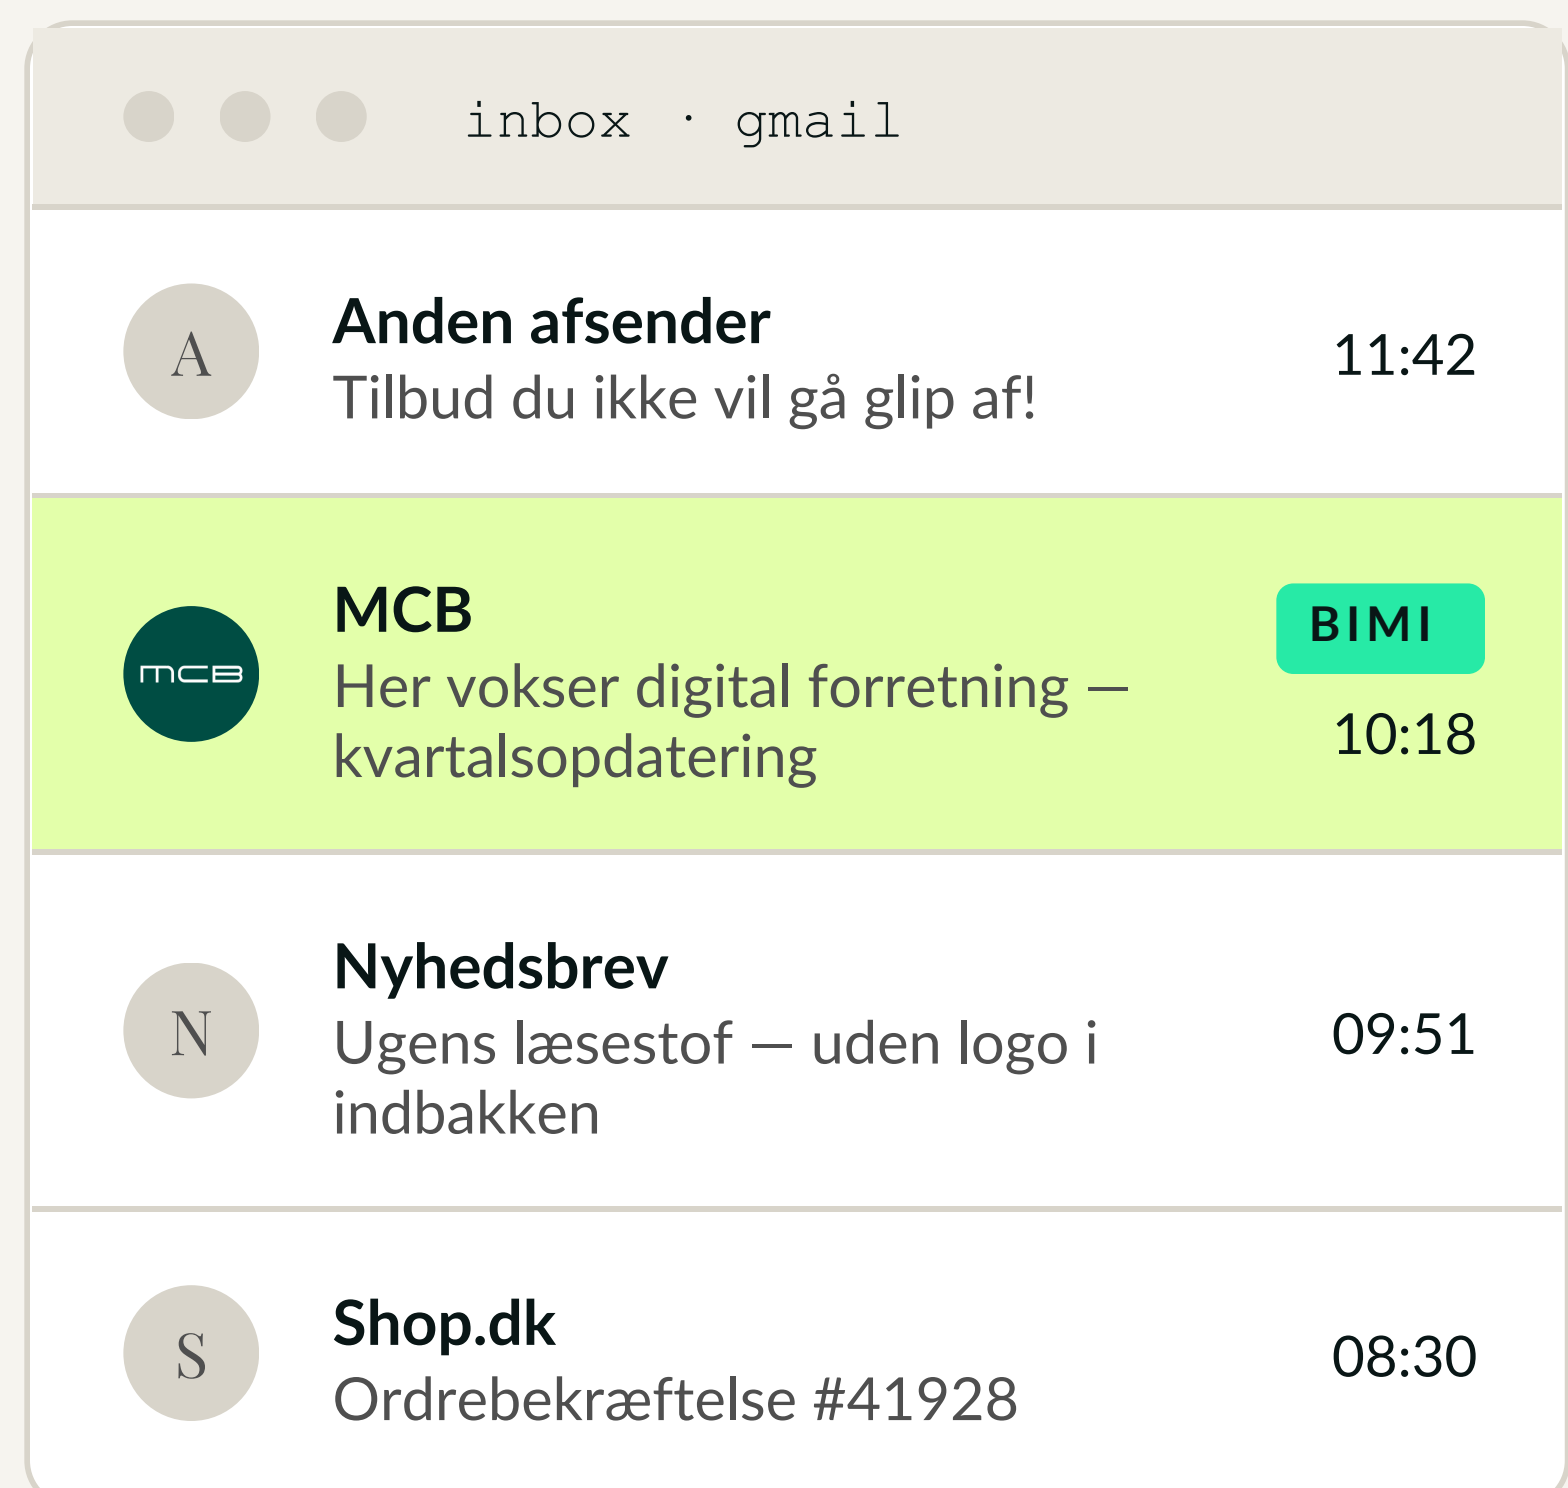 inbox · gmail
A
Anden afsender
Tilbud du ikke vil gå glip af!
11:42
mcb
MCB
Her vokser digital forretning —
kvartalsopdatering
BIMI
10:18
N
Nyhedsbrev
Ugens læsestof — uden logo i
indbakken
09:51
S
Shop.dk
Ordrebekræftelse #41928
08:30